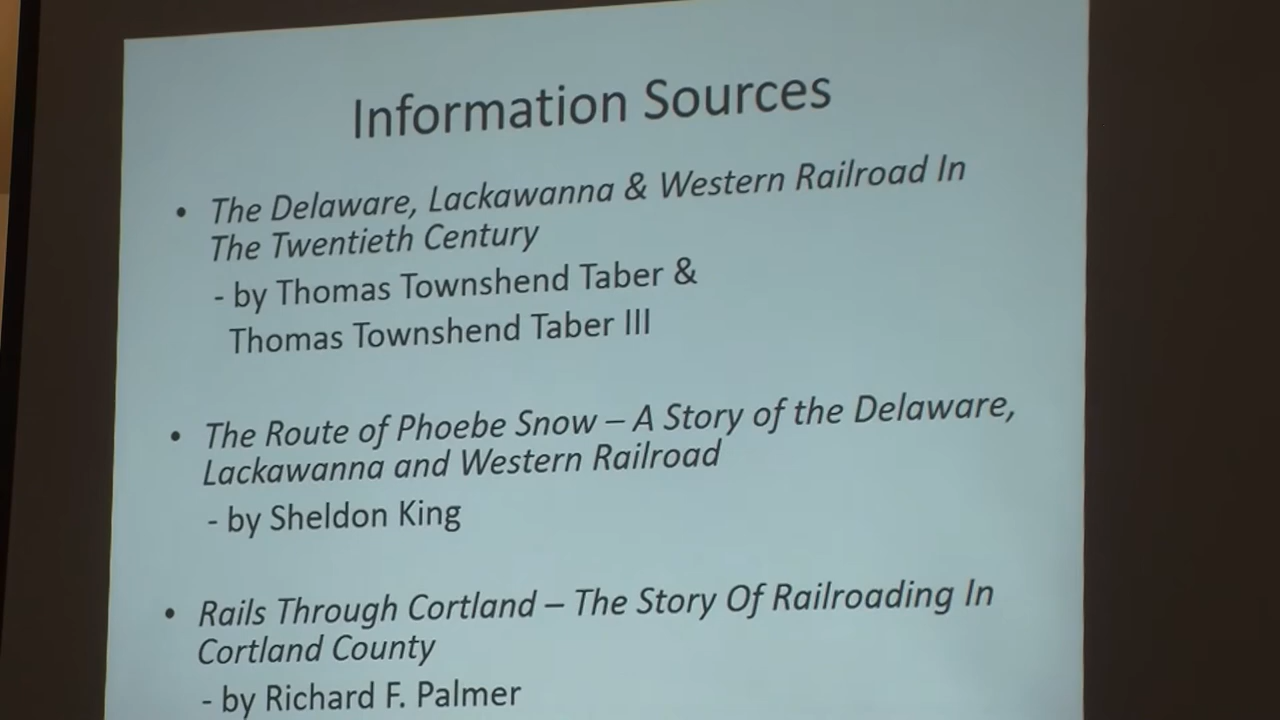 Information Sources
• The Delaware, Lackawanna & Western Railroad In
The Twentieth Century
- by Thomas Townshend Taber &
Thomas Townshend Taber III
• The Route of Phoebe Snow – A Story of the Delaware,
Lackawanna and Western Railroad
- by Sheldon King
• Rails Through Cortland – The Story Of Railroading In
Cortland County
- by Richard F. Palmer